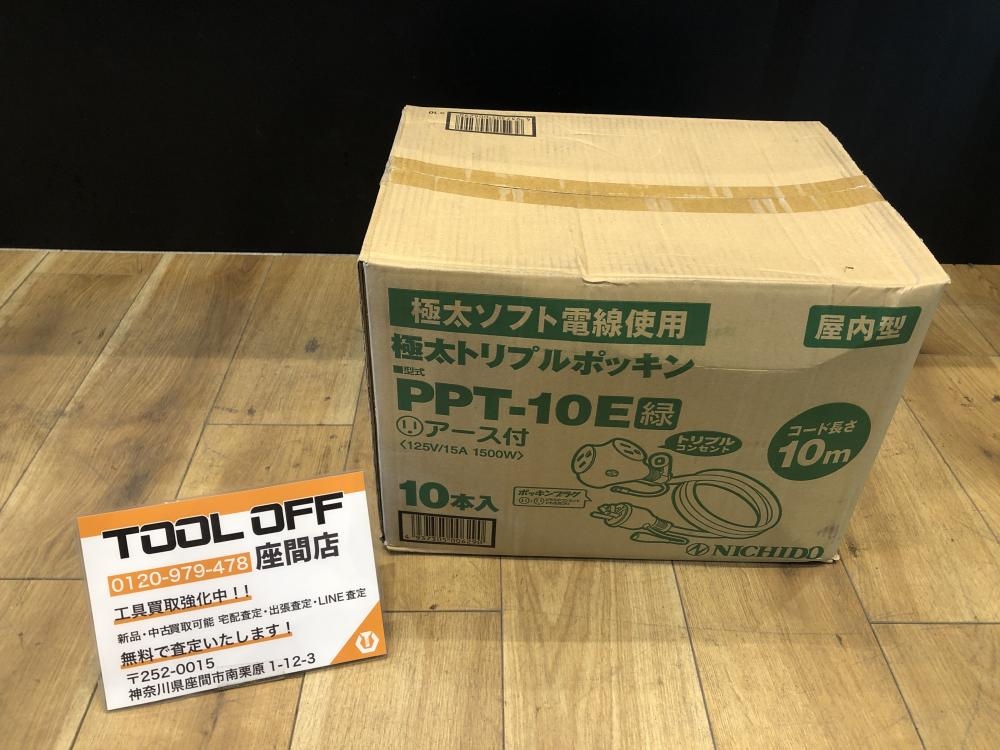 極太ソフト電線使用
屋内型
極太トリプルポッキン
■型式
PPT-10E緑
アース付
〈125V/15A 1500W〉
トリプル
コンセント
コード長さ
10m
10本入
ポッキンプラグ
NICHIDO
TOOL OFF
0120-979-478 座間店
工具買取強化中!!
新品・中古買取可能 宅配査定・出張査定・LINE査定
無料で査定いたします!
〒252-0015
神奈川県座間市南栗原1-12-3